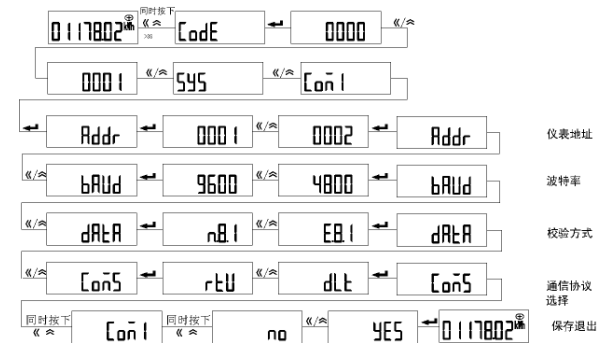 同时按下
01178.02 kWh « ︽ CodE 0000 «/︽
>3S
0001 «/︽ SYS «/︽ Con1
Addr 0001 «/︽ 0002 Addr 仪表地址
«/︽ bAUd 9600 «/︽ 4800 bAUd 波特率
«/︽ dAtA n.8.1 «/︽ E.8.1 dAtA 校验方式
«/︽ ConS rtU «/︽ dLt ConS 通信协议
选择
同时按下 同时按下
« ︽ Con1 « ︽ no «/︽ YES 01178.02 保存退出